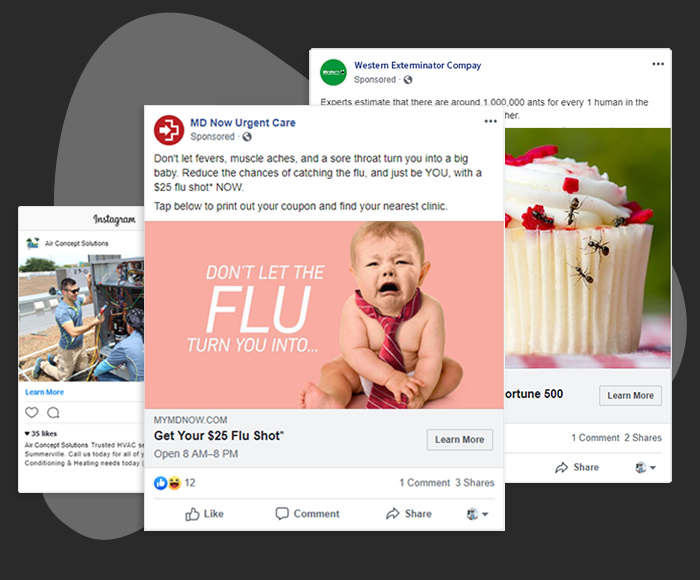 Western Exterminator Compay
Sponsored ·
Experts estimate that there are around 1,000,000 ants for every 1 human in the
her.
ortune 500
Learn More
1 Comment 2 Shares
Share
MD Now Urgent Care
Sponsored ·
Don't let fevers, muscle aches, and a sore throat turn you into a big
baby. Reduce the chances of catching the flu, and just be YOU, with a
$25 flu shot* NOW.
Tap below to print out your coupon and find your nearest clinic.
DON'T LET THE
FLU
TURN YOU INTO...
MYMDNOW.COM
Get Your $25 Flu Shot*
Open 8 AM–8 PM
Learn More
12
1 Comment 3 Shares
Like
Comment
Share
Instagram
Air Concept Solutions
Learn More
35 likes
Air Concept Solutions Trusted HVAC se
Summerville. Call us today for all of y
Conditioning & Heating needs today (